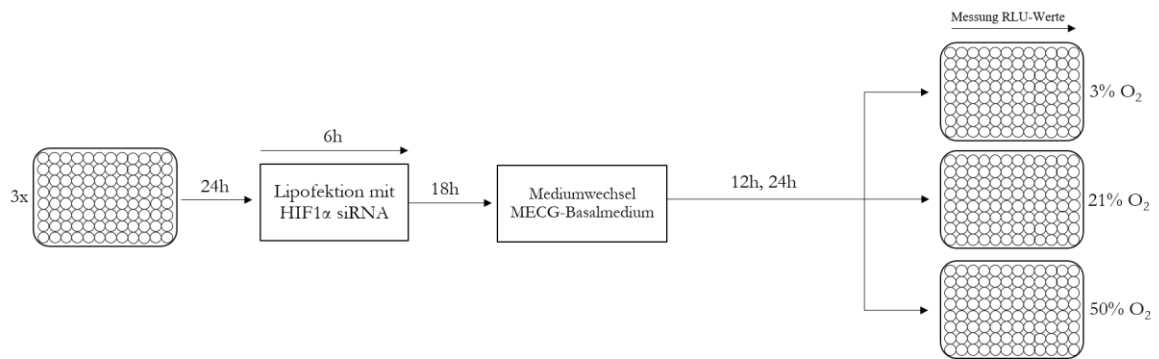 Messung RLU-Werte
3% O₂
3x
24h
6h
Lipofektion mit
HIF1α siRNA
18h
Mediumwechsel
MECG-Basalmedium
12h, 24h
21% O₂
50% O₂